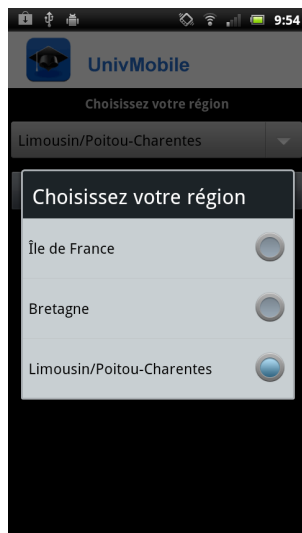 9:54
UnivMobile
Choisissez votre région
Limousin/Poitou-Charentes
Choisissez votre région
Île de France
Bretagne
Limousin/Poitou-Charentes